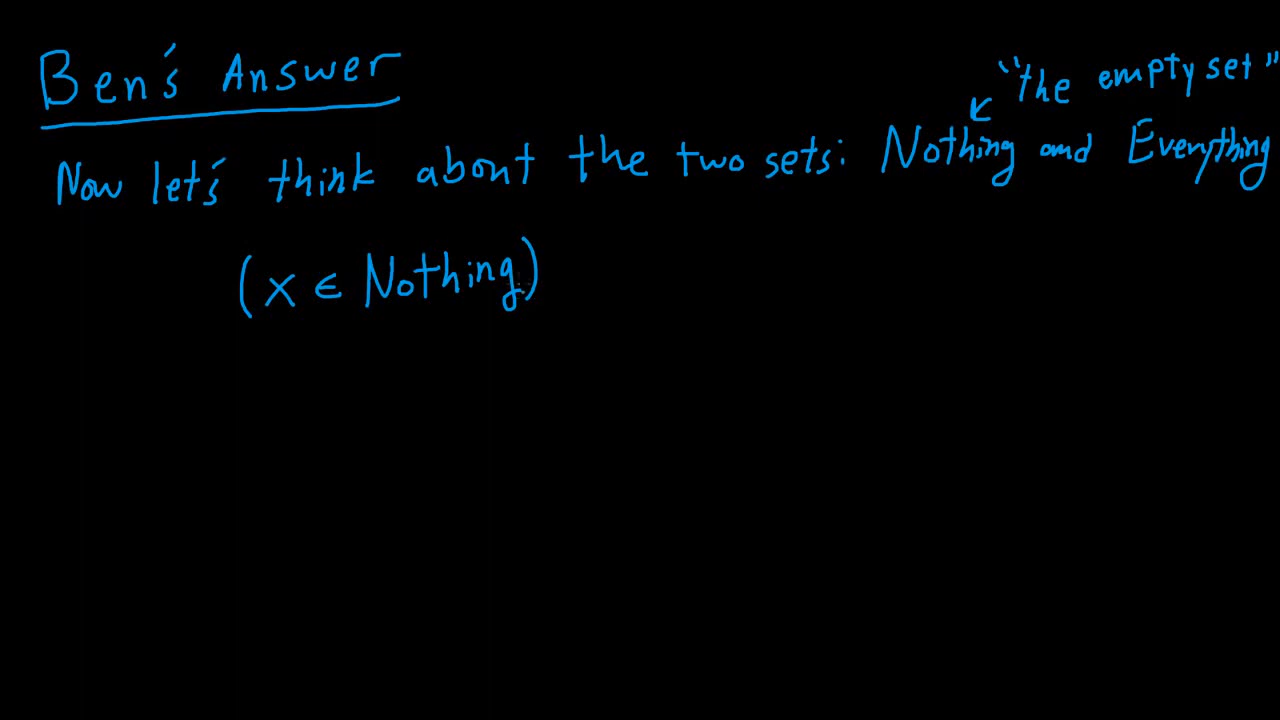 Ben's Answer
"the empty set"
Now let's think about the two sets: Nothing and Everything
(x ∈ Nothing)